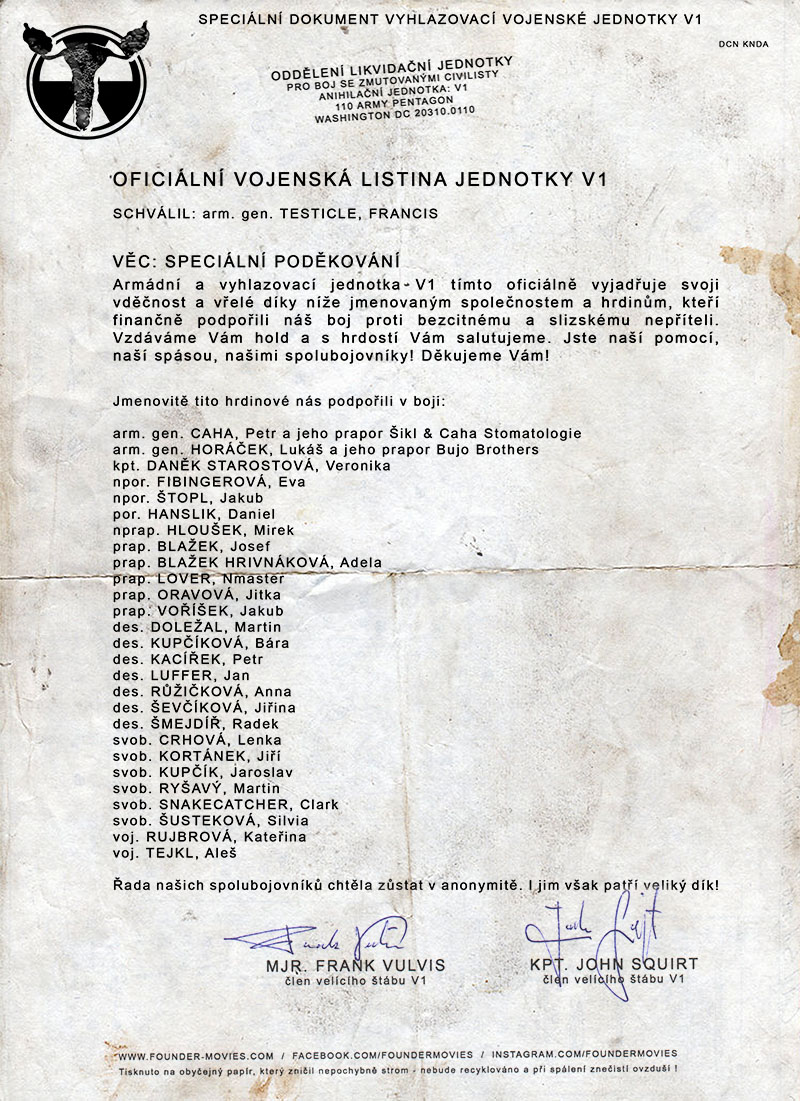 SPECIÁLNÍ DOKUMENT VYHLAZOVACÍ VOJENSKÉ JEDNOTKY V1
DCN KNDA
ODDĚLENÍ LIKVIDAČNÍ JEDNOTKY
PRO BOJ SE ZMUTOVANÝMI CIVILISTY
ANIHILAČNÍ JEDNOTKA: V1
110 ARMY PENTAGON
WASHINGTON DC 20310.0110
OFICIÁLNÍ VOJENSKÁ LISTINA JEDNOTKY V1
SCHVÁLIL: arm. gen. TESTICLE, FRANCIS
VĚC: SPECIÁLNÍ PODĚKOVÁNÍ
Armádní a vyhlazovací jednotka V1 tímto oficiálně vyjadřuje svoji
vděčnost a vřelé díky níže jmenovaným společnostem a hrdinům, kteří
finančně podpořili náš boj proti bezcitnému a slizskému nepříteli.
Vzdáváme Vám hold a s hrdostí Vám salutujeme. Jste naší pomocí,
naší spásou, našimi spolubojovníky! Děkujeme Vám!
Jmenovitě tito hrdinové nás podpořili v boji:
arm. gen. CAHA, Petr a jeho prapor Šikl & Caha Stomatologie
arm. gen. HORÁČEK, Lukáš a jeho prapor Bujo Brothers
kpt. DANĚK STAROSTOVÁ, Veronika
npor. FIBINGEROVÁ, Eva
npor. ŠTOPL, Jakub
por. HANSLIK, Daniel
nprap. HLOUŠEK, Mirek
prap. BLAŽEK, Josef
prap. BLAŽEK HRIVNÁKOVÁ, Adela
prap. LOVER, Nmaster
prap. ORAVOVÁ, Jitka
prap. VOŘÍŠEK, Jakub
des. DOLEŽAL, Martin
des. KUPČÍKOVÁ, Bára
des. KACÍŘEK, Petr
des. LUFFER, Jan
des. RŮŽIČKOVÁ, Anna
des. ŠEVČÍKOVÁ, Jiřina
des. ŠMEJDÍŘ, Radek
svob. CRHOVÁ, Lenka
svob. KORTÁNEK, Jiří
svob. KUPČÍK, Jaroslav
svob. RYŠAVÝ, Martin
svob. SNAKECATCHER, Clark
svob. ŠUSTEKOVÁ, Silvia
voj. RUJBROVÁ, Kateřina
voj. TEJKL, Aleš
Řada našich spolubojovníků chtěla zůstat v anonymitě. I jim však patří veliký dík!
MJR. FRANK VULVIS
člen velícího štábu V1
KPT. JOHN SQUIRT
člen velícího štábu V1
WWW.FOUNDER-MOVIES.COM / FACEBOOK.COM/FOUNDERMOVIES / INSTAGRAM.COM/FOUNDERMOVIES
Tisknuto na obyčejný papír, který zničil nepochybně strom - nebude recyklováno a při spálení znečistí ovzduší !